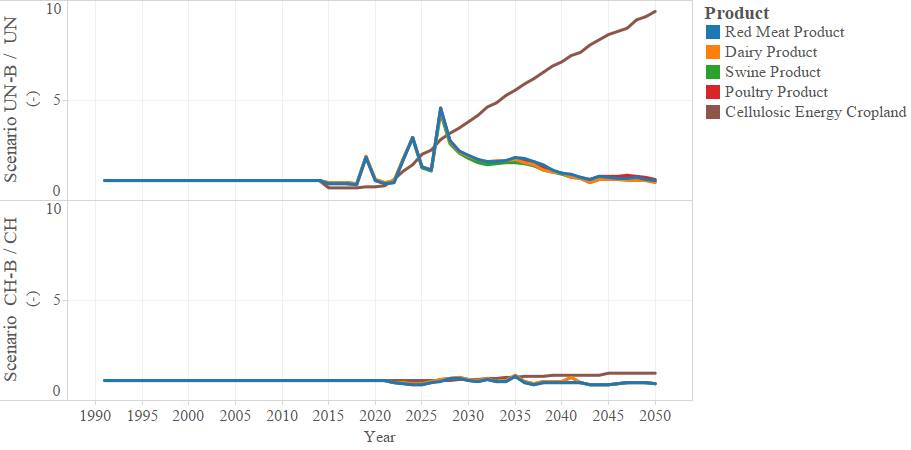 Scenario UN-B / UN
(-)
10
5
0
Scenario CH-B / CH
(-)
10
5
0
1990 1995 2000 2005 2010 2015 2020 2025 2030 2035 2040 2045 2050
Year
Product
Red Meat Product
Dairy Product
Swine Product
Poultry Product
Cellulosic Energy Cropland